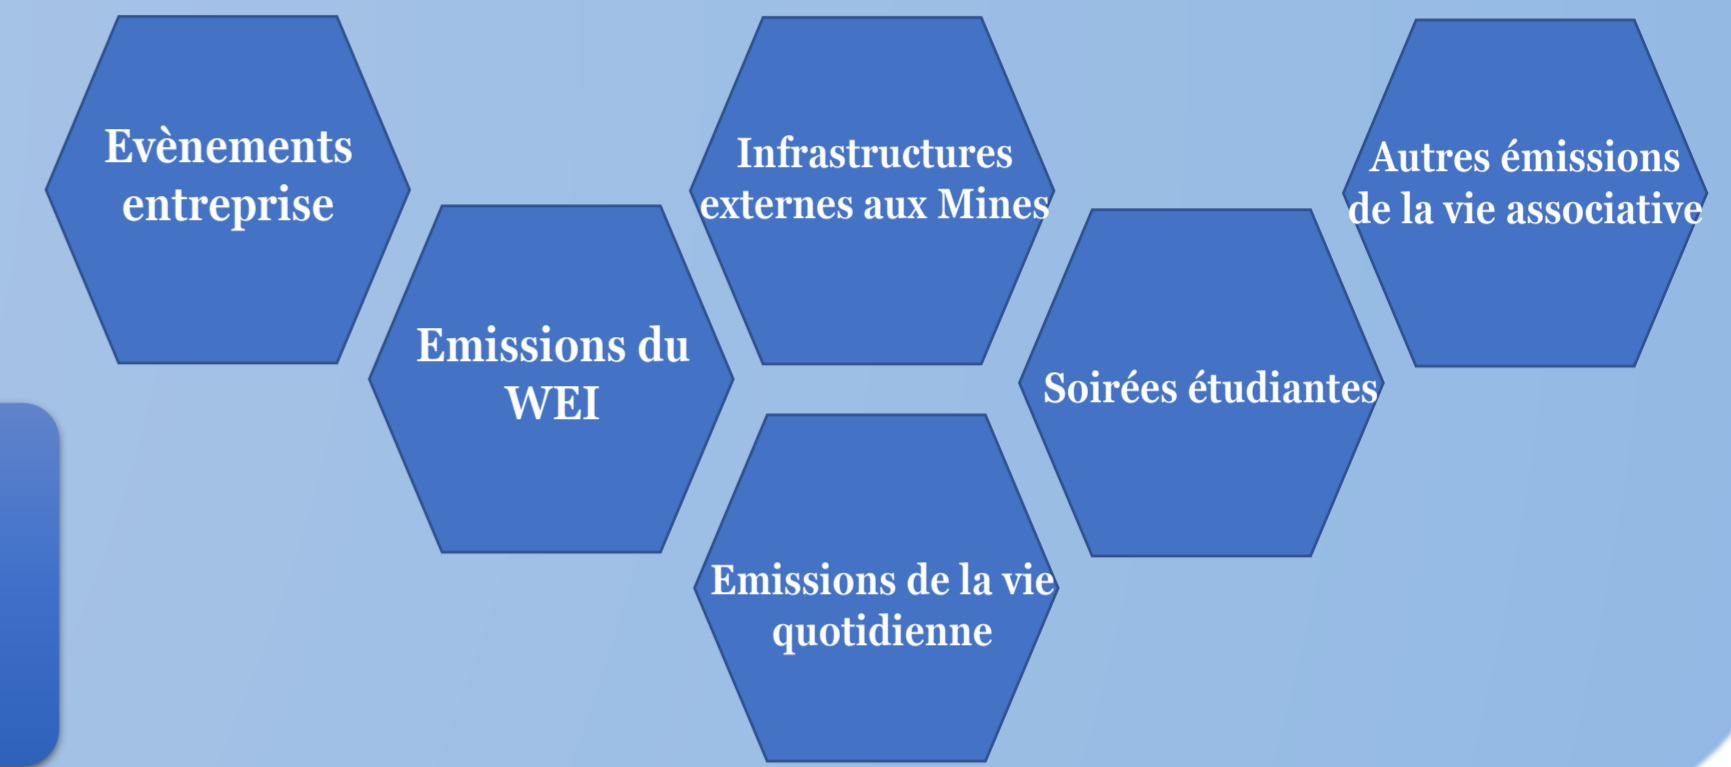 Evènements
entreprise
Emissions du
WEI
Infrastructures
externes aux Mines
Emissions de la vie
quotidienne
Soirées étudiantes
Autres émissions
de la vie associative